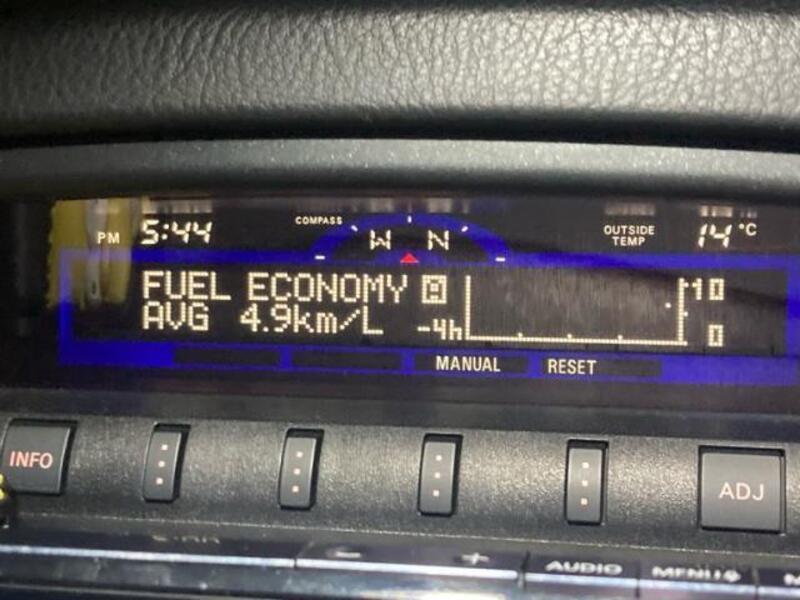 COMPASS
PM 5:44 W N OUTSIDE TEMP 14°C
FUEL ECONOMY 10
AVG 4.9km/L -4h 0
MANUAL RESET
INFO ADJ
- +
AUDIO MENU